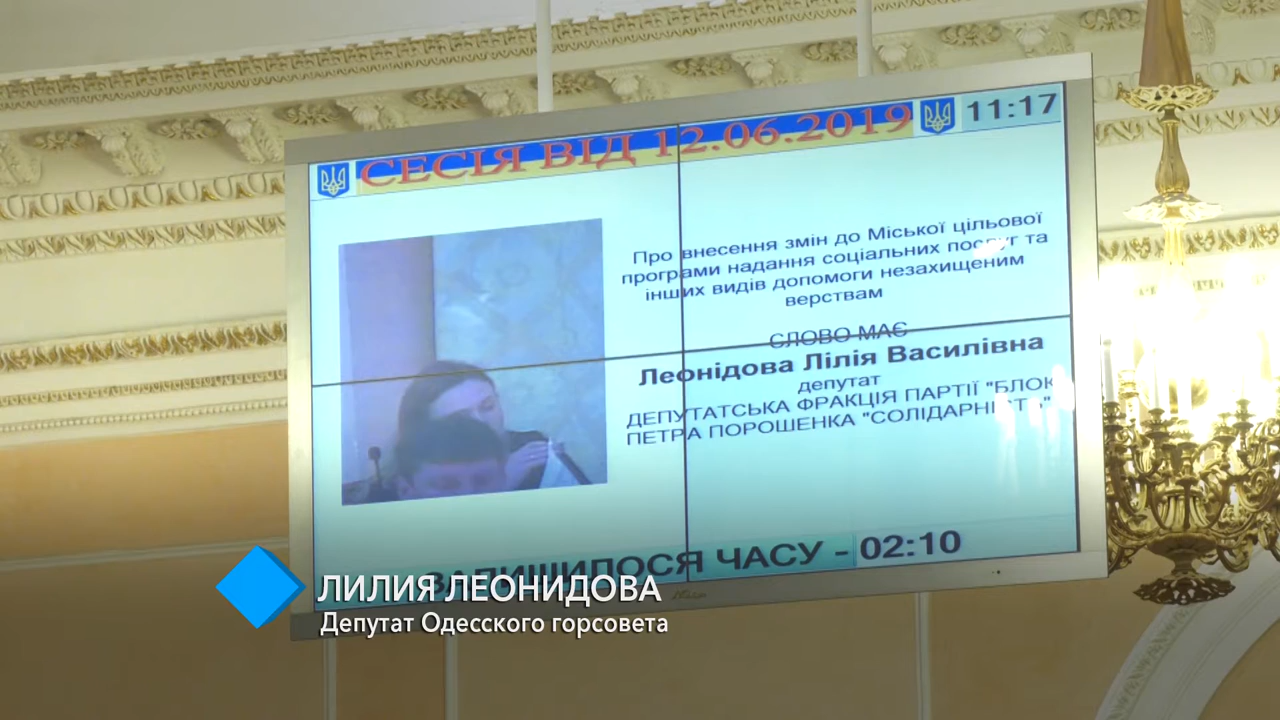 СЕСІЯ ВІД 12.06.2019
11:17
Про внесення змін до Міської цільової
програми надання соціальних послуг та
інших видів допомоги незахищеним
верствам
СЛОВО МАЄ
Леонідова Лілія Василівна
депутат
ДЕПУТАТСЬКА ФРАКЦІЯ ПАРТІЇ "БЛОК
ПЕТРА ПОРОШЕНКА "СОЛІДАРНІСТЬ"
ЗАЛИШИЛОСЯ ЧАСУ - 02:10
ЛИЛИЯ ЛЕОНИДОВА
Депутат Одесского горсовета